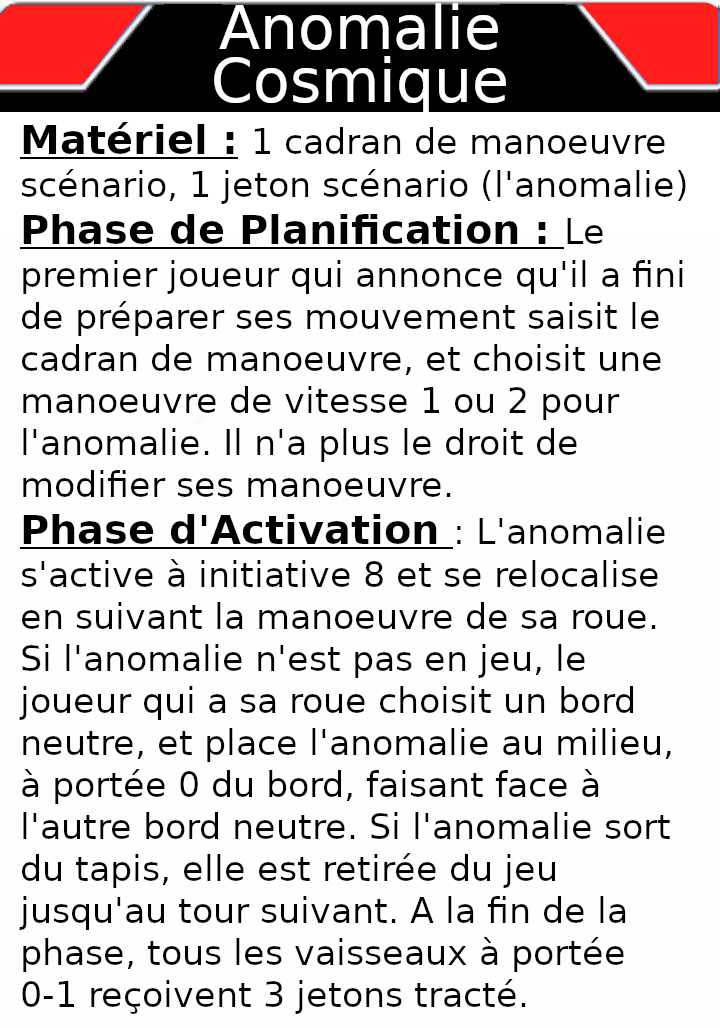 Anomalie
Cosmique
Matériel : 1 cadran de manoeuvre
scénario, 1 jeton scénario (l'anomalie)
Phase de Planification : Le
premier joueur qui annonce qu'il a fini
de préparer ses mouvement saisit le
cadran de manoeuvre, et choisit une
manoeuvre de vitesse 1 ou 2 pour
l'anomalie. Il n'a plus le droit de
modifier ses manoeuvre.
Phase d'Activation : L'anomalie
s'active à initiative 8 et se relocalise
en suivant la manoeuvre de sa roue.
Si l'anomalie n'est pas en jeu, le
joueur qui a sa roue choisit un bord
neutre, et place l'anomalie au milieu,
à portée 0 du bord, faisant face à
l'autre bord neutre. Si l'anomalie sort
du tapis, elle est retirée du jeu
jusqu'au tour suivant. A la fin de la
phase, tous les vaisseaux à portée
0-1 reçoivent 3 jetons tracté.